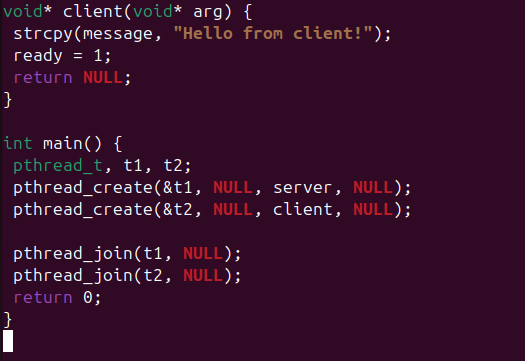 void* client(void* arg) {
 strcpy(message, "Hello from client!");
 ready = 1;
 return NULL;
}

int main() {
 pthread_t, t1, t2;
 pthread_create(&t1, NULL, server, NULL);
 pthread_create(&t2, NULL, client, NULL);

 pthread_join(t1, NULL);
 pthread_join(t2, NULL);
 return 0;
}